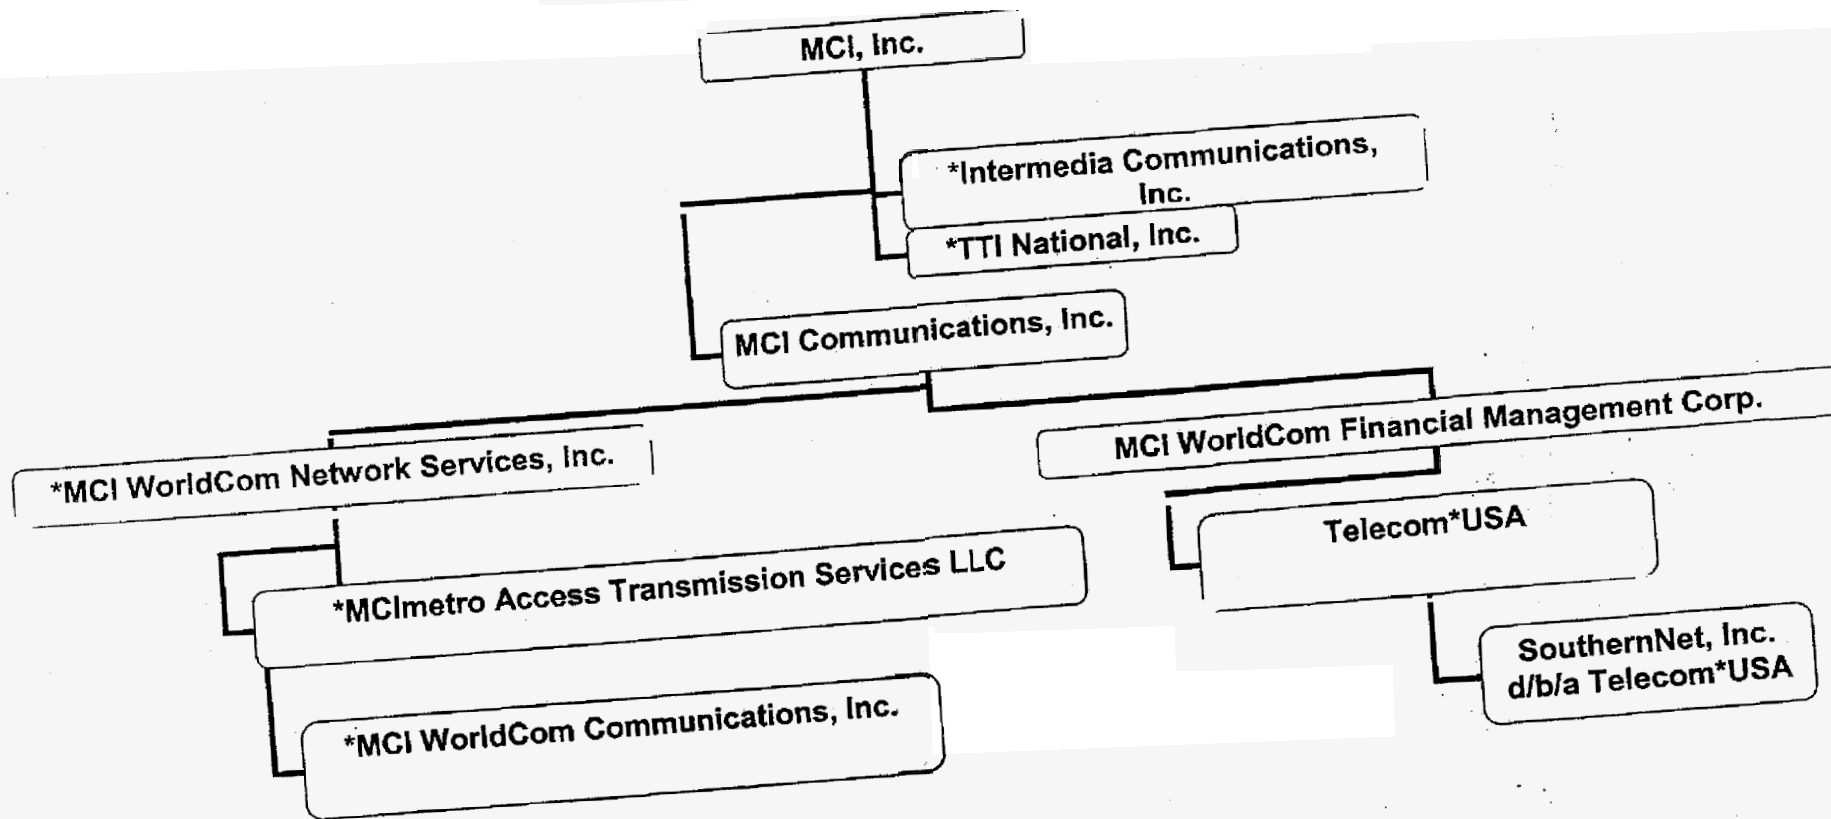 MCI, Inc.
*Intermedia Communications,
Inc.
*TTI National, Inc.
MCI Communications, Inc.
*MCI WorldCom Network Services, Inc.
MCI WorldCom Financial Management Corp.
Telecom*USA
*MCImetro Access Transmission Services LLC
SouthernNet, Inc.
d/b/a Telecom*USA
*MCI WorldCom Communications, Inc.